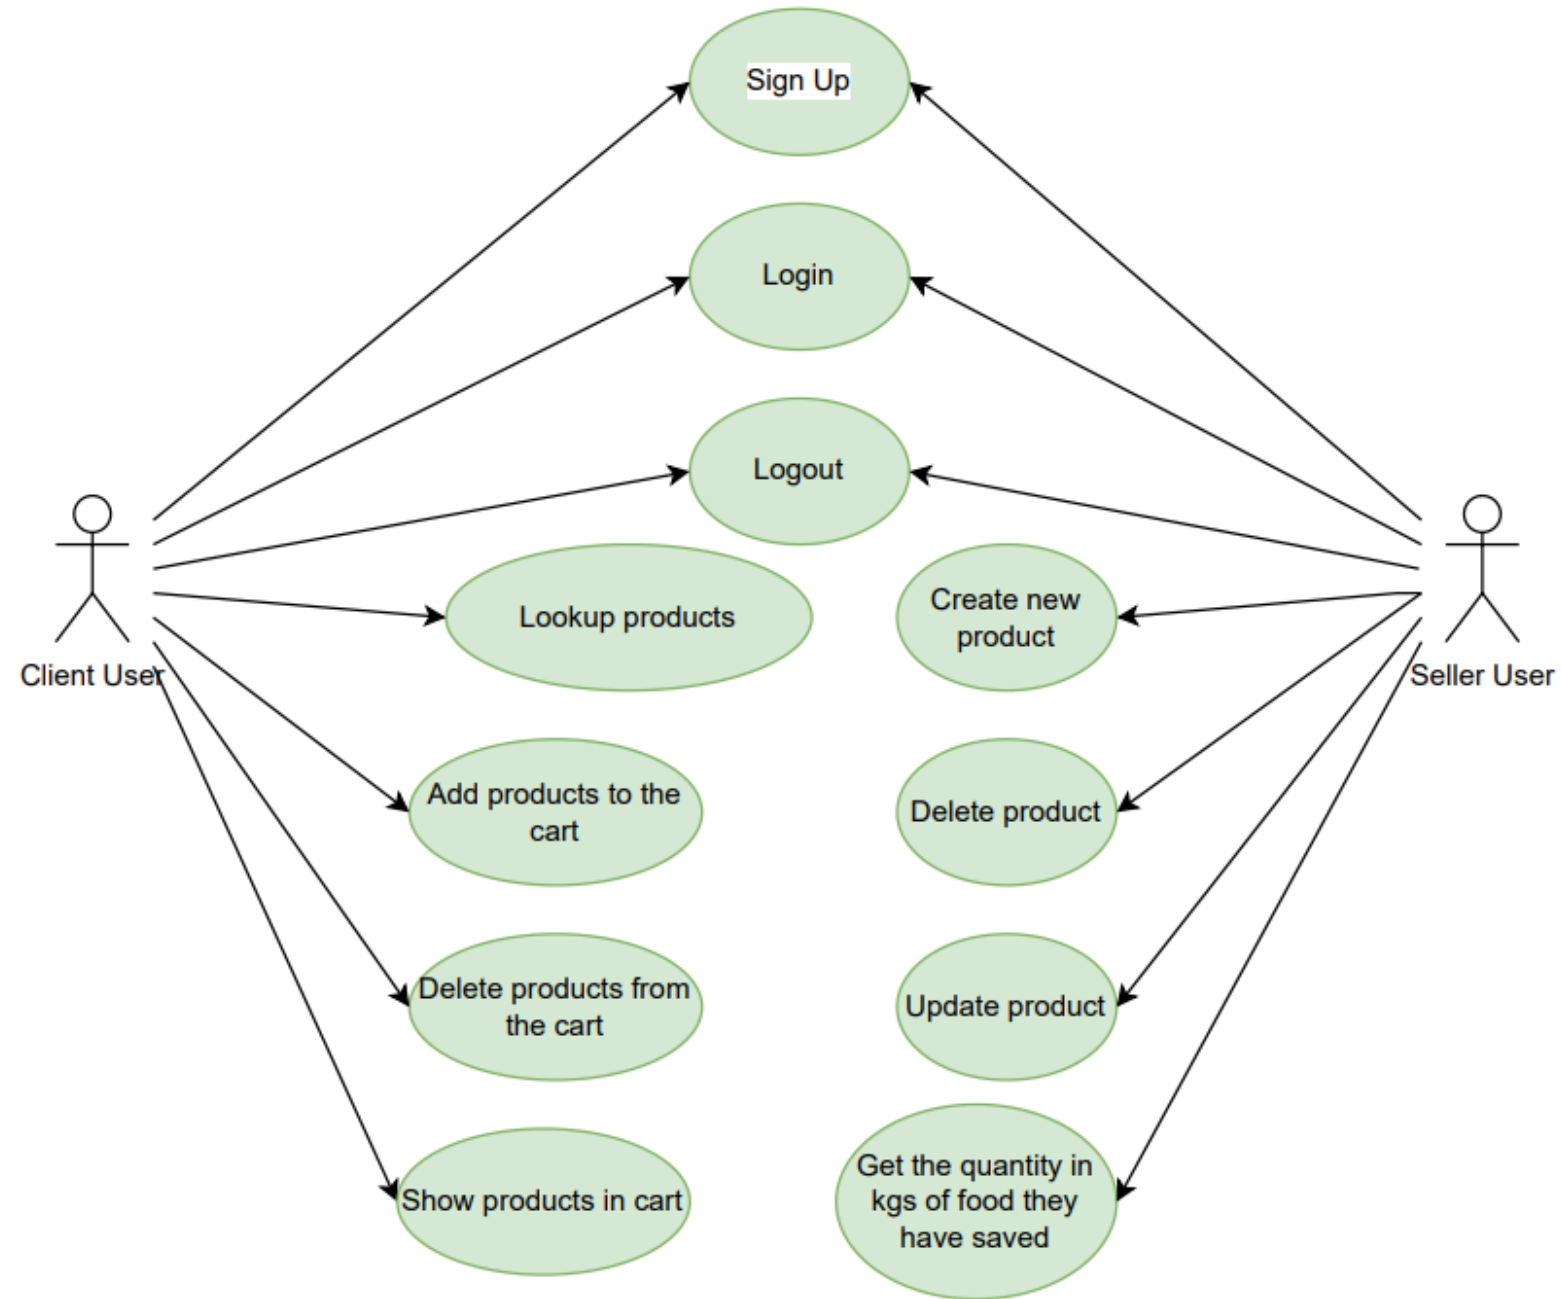 Sign Up
Login
Logout
Lookup products
Create new
product
Client User
Seller User
Add products to the
cart
Delete product
Delete products from
the cart
Update product
Show products in cart
Get the quantity in
kgs of food they
have saved